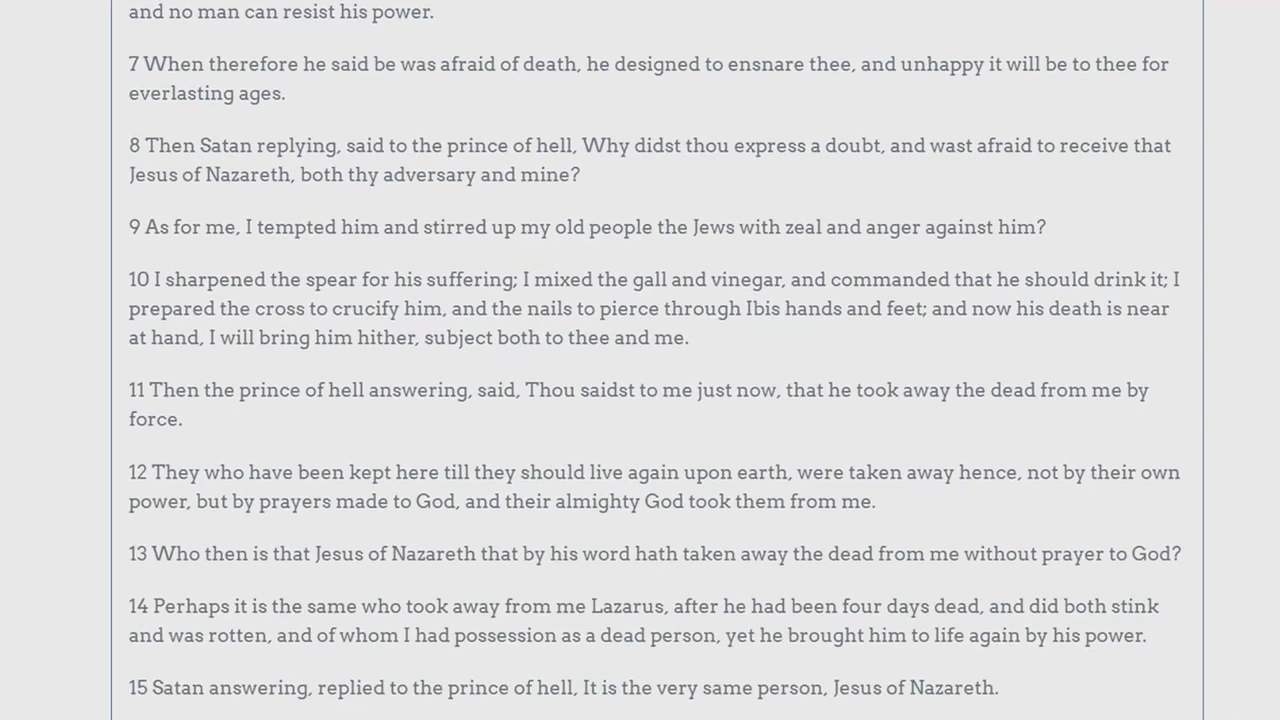 and no man can resist his power.
7 When therefore he said be was afraid of death, he designed to ensnare thee, and unhappy it will be to thee for
everlasting ages.
8 Then Satan replying, said to the prince of hell, Why didst thou express a doubt, and wast afraid to receive that
Jesus of Nazareth, both thy adversary and mine?
9 As for me, I tempted him and stirred up my old people the Jews with zeal and anger against him?
10 I sharpened the spear for his suffering; I mixed the gall and vinegar, and commanded that he should drink it; I
prepared the cross to crucify him, and the nails to pierce through Ibis hands and feet; and now his death is near
at hand, I will bring him hither, subject both to thee and me.
11 Then the prince of hell answering, said, Thou saidst to me just now, that he took away the dead from me by
force.
12 They who have been kept here till they should live again upon earth, were taken away hence, not by their own
power, but by prayers made to God, and their almighty God took them from me.
13 Who then is that Jesus of Nazareth that by his word hath taken away the dead from me without prayer to God?
14 Perhaps it is the same who took away from me Lazarus, after he had been four days dead, and did both stink
and was rotten, and of whom I had possession as a dead person, yet he brought him to life again by his power.
15 Satan answering, replied to the prince of hell, It is the very same person, Jesus of Nazareth.